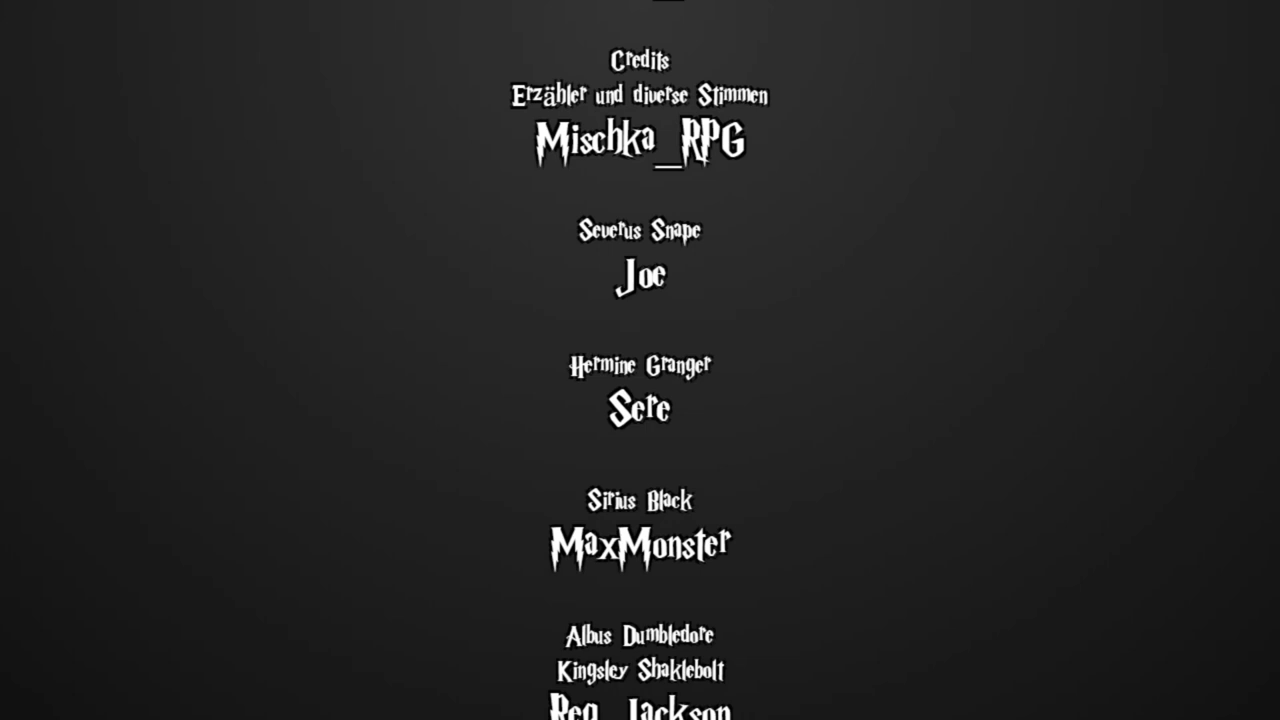 Credits
Erzähler und diverse Stimmen
Mischka_RPG
Severus Snape
Joe
Hermine Granger
Sere
Sirius Black
MaxMonster
Albus Dumbledore
Kingsley Shaklebolt